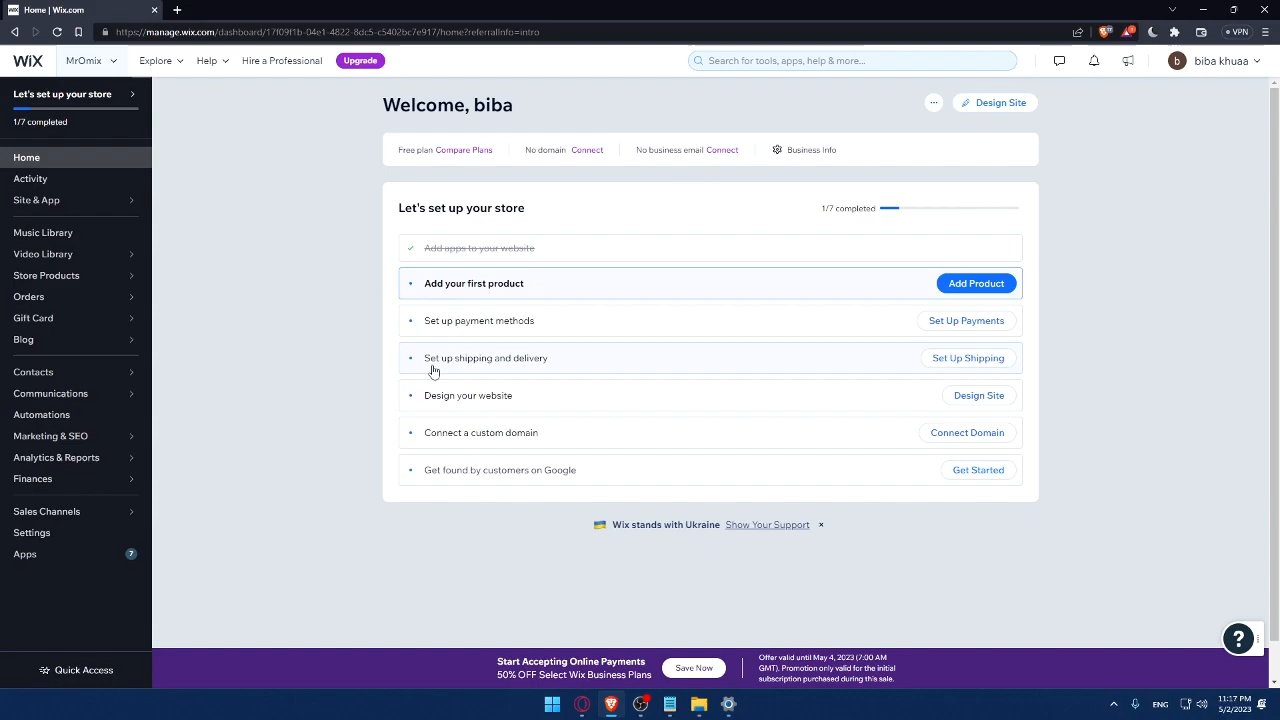 Home | Wix.com
https://manage.wix.com/dashboard/17f09f1b-04e1-4822-8dc5-c5402bc7e917/home?referralInfo=intro
VPN
WiX
MrOmix
Explore
Help
Hire a Professional
Upgrade
Search for tools, apps, help & more...
b
biba khuaa
Let's set up your store
1/7 completed
Home
Activity
Site & App
Music Library
Video Library
Store Products
Orders
Gift Card
Blog
Contacts
Communications
Automations
Marketing & SEO
Analytics & Reports
Finances
Sales Channels
Settings
Apps
7
Quick Access
Welcome, biba
... Design Site
Free plan Compare Plans
No domain Connect
No business email Connect
Business Info
Let's set up your store
1/7 completed
Add apps to your website
Add your first product
Add Product
Set up payment methods
Set Up Payments
Set up shipping and delivery
Set Up Shipping
Design your website
Design Site
Connect a custom domain
Connect Domain
Get found by customers on Google
Get Started
Wix stands with Ukraine Show Your Support ×
?
Start Accepting Online Payments
50% OFF Select Wix Business Plans
Save Now
Offer valid until May 4, 2023 (7:00 AM
GMT). Promotion only valid for the initial
subscription purchased during this sale.
ENG
11:17 PM
5/2/2023